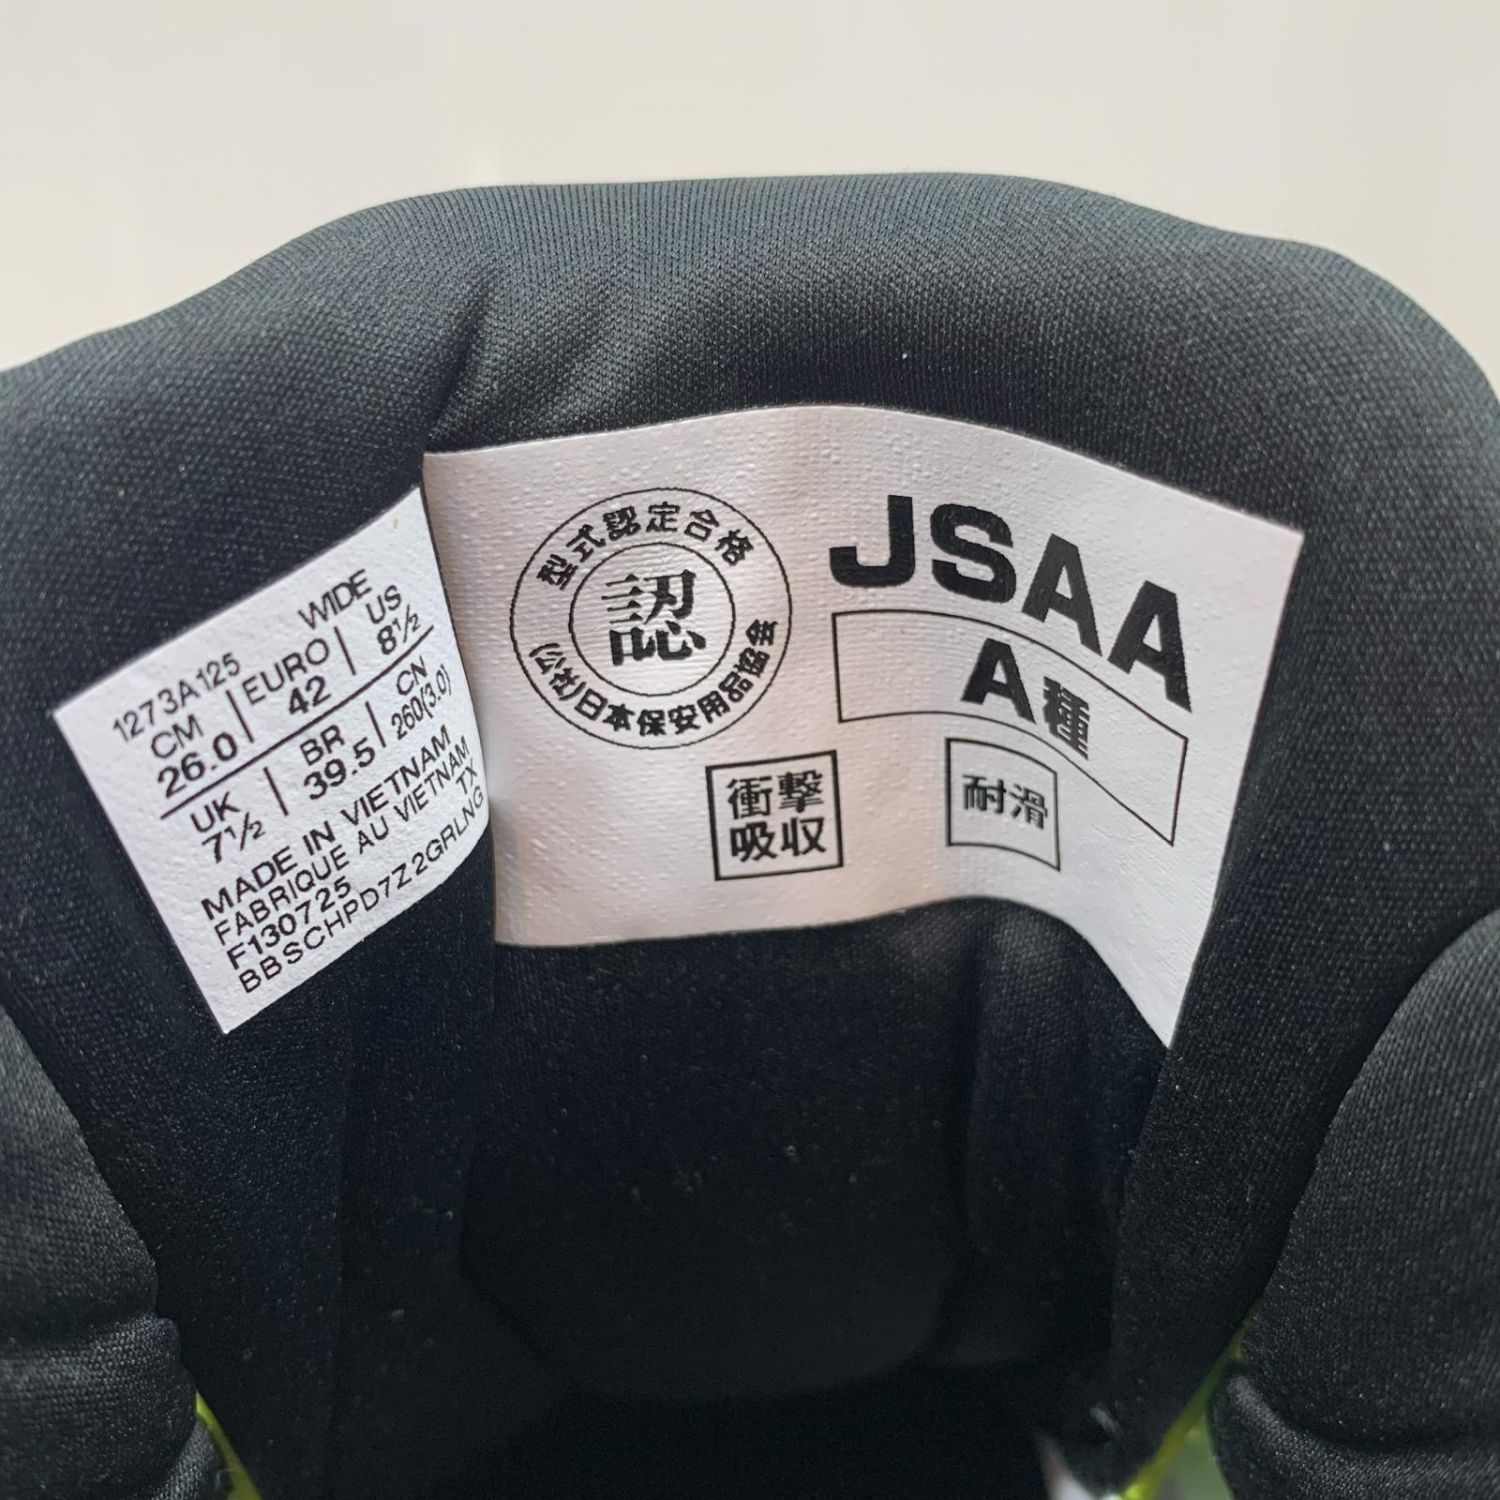 1273A125 WIDE
CM EURO US
26.0 42 8½
UK BR CN
7½ 39.5 260(3.0)
MADE IN VIETNAM
FABRIQUE AU VIETNAM
F130725 TX
BBSCHPD7Z2GRLNG
型式認定合格
認
(公社)日本保安用品協会
JSAA
A種
衝撃
吸収
耐滑